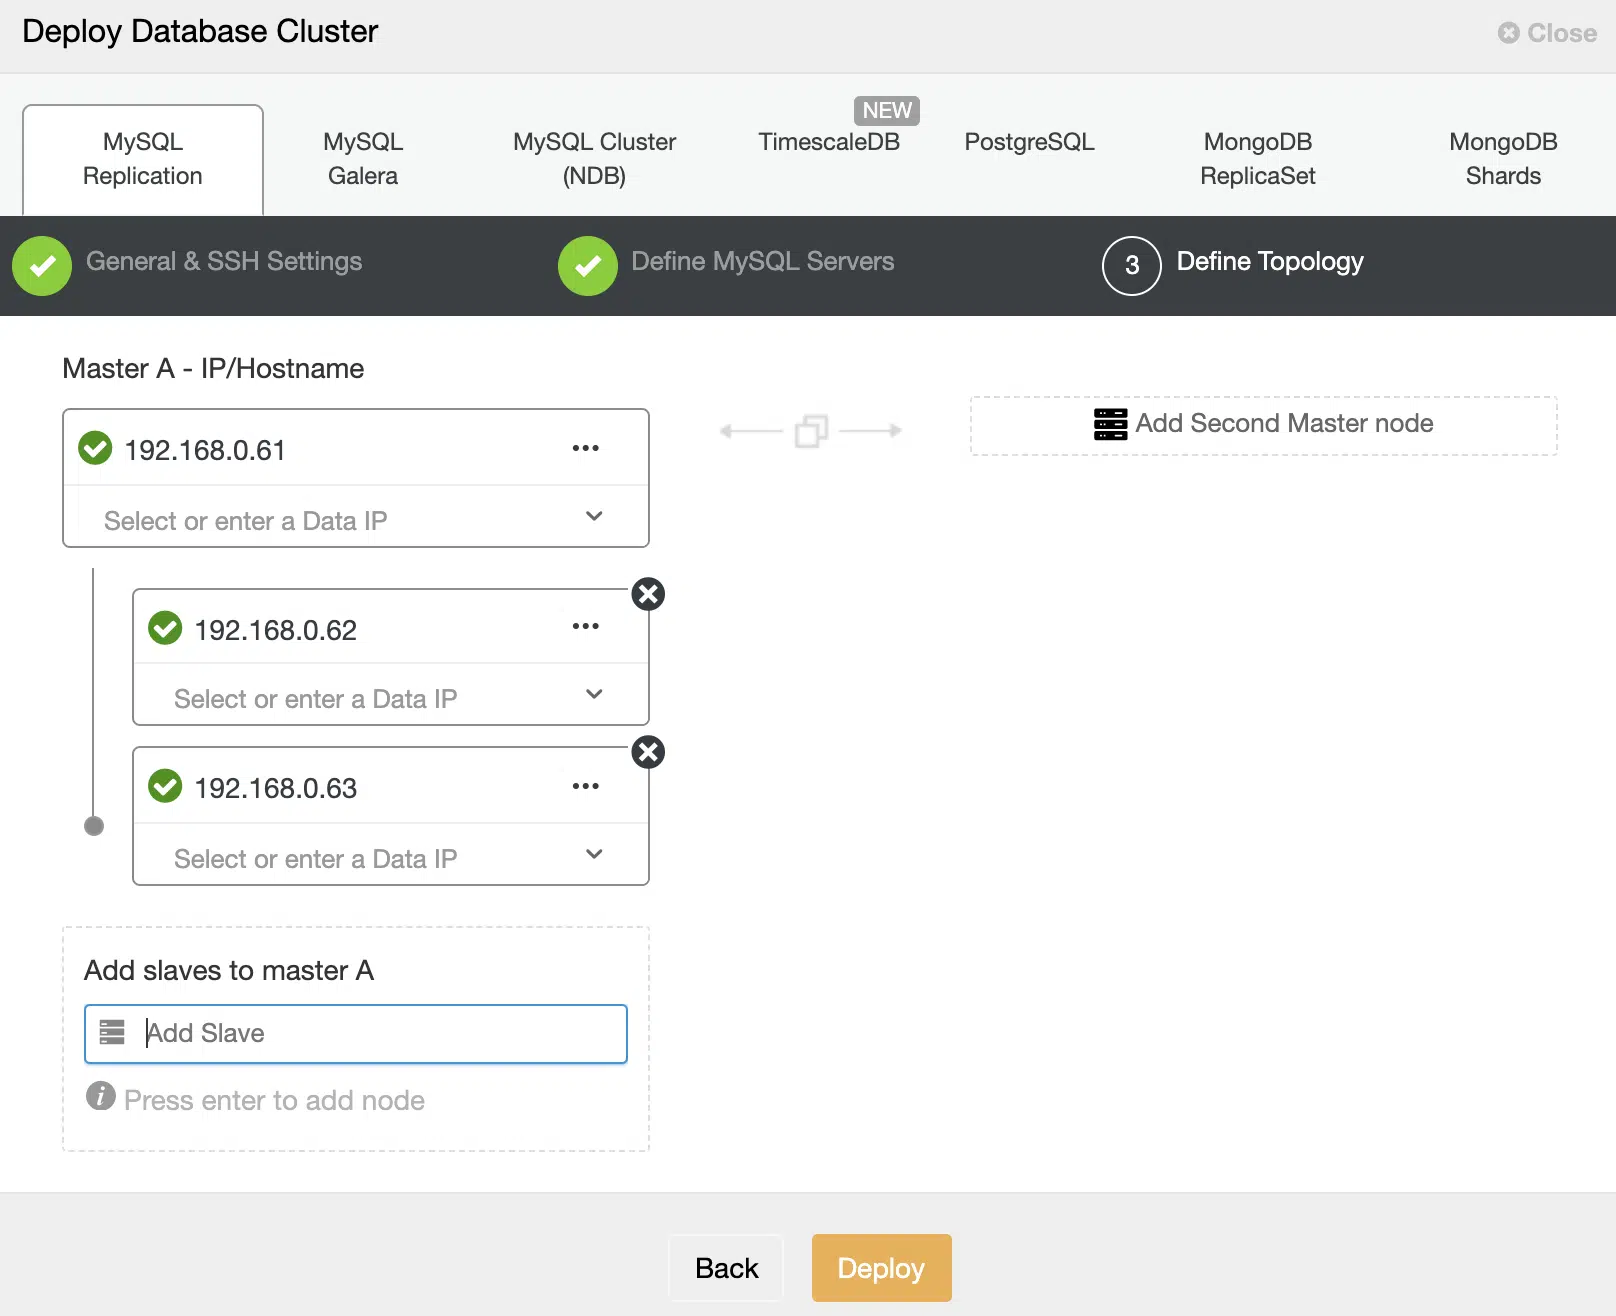 Deploy Database Cluster
Close
NEW
MySQL
Replication
MySQL
Galera
MySQL Cluster
(NDB)
TimescaleDB
PostgreSQL
MongoDB
ReplicaSet
MongoDB
Shards
General & SSH Settings
Define MySQL Servers
3
Define Topology
Master A - IP/Hostname
192.168.0.61
Select or enter a Data IP
Add Second Master node
192.168.0.62
Select or enter a Data IP
192.168.0.63
Select or enter a Data IP
Add slaves to master A
Add Slave
Press enter to add node
Back
Deploy